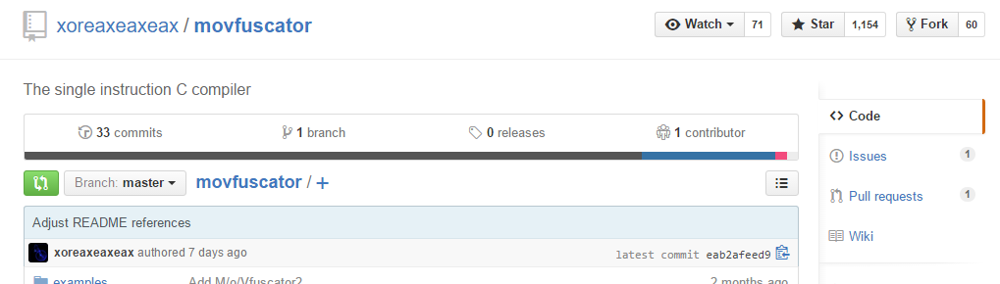 xoreaxeaxeax / movfuscator
Watch 71 Star 1,154 Fork 60
The single instruction C compiler
33 commits 1 branch 0 releases 1 contributor
Code
Issues 1
Pull requests 1
Wiki
Branch: master movfuscator / +
Adjust README references
xoreaxeaxeax authored 7 days ago latest commit eab2afeed9
examples Add M/o/Vfuscator2 2 months ago